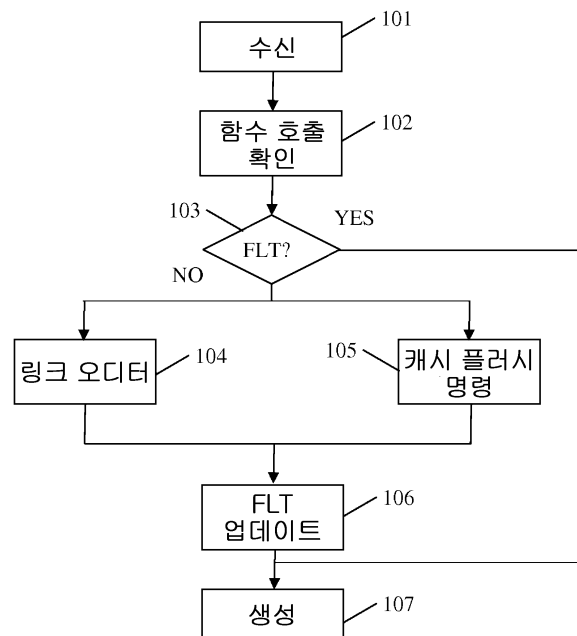 수신
101
함수 호출
확인
102
103
YES
FLT?
NO
링크 오디터
104
105
캐시 플러시
명령
FLT
업데이트
106
생성
107